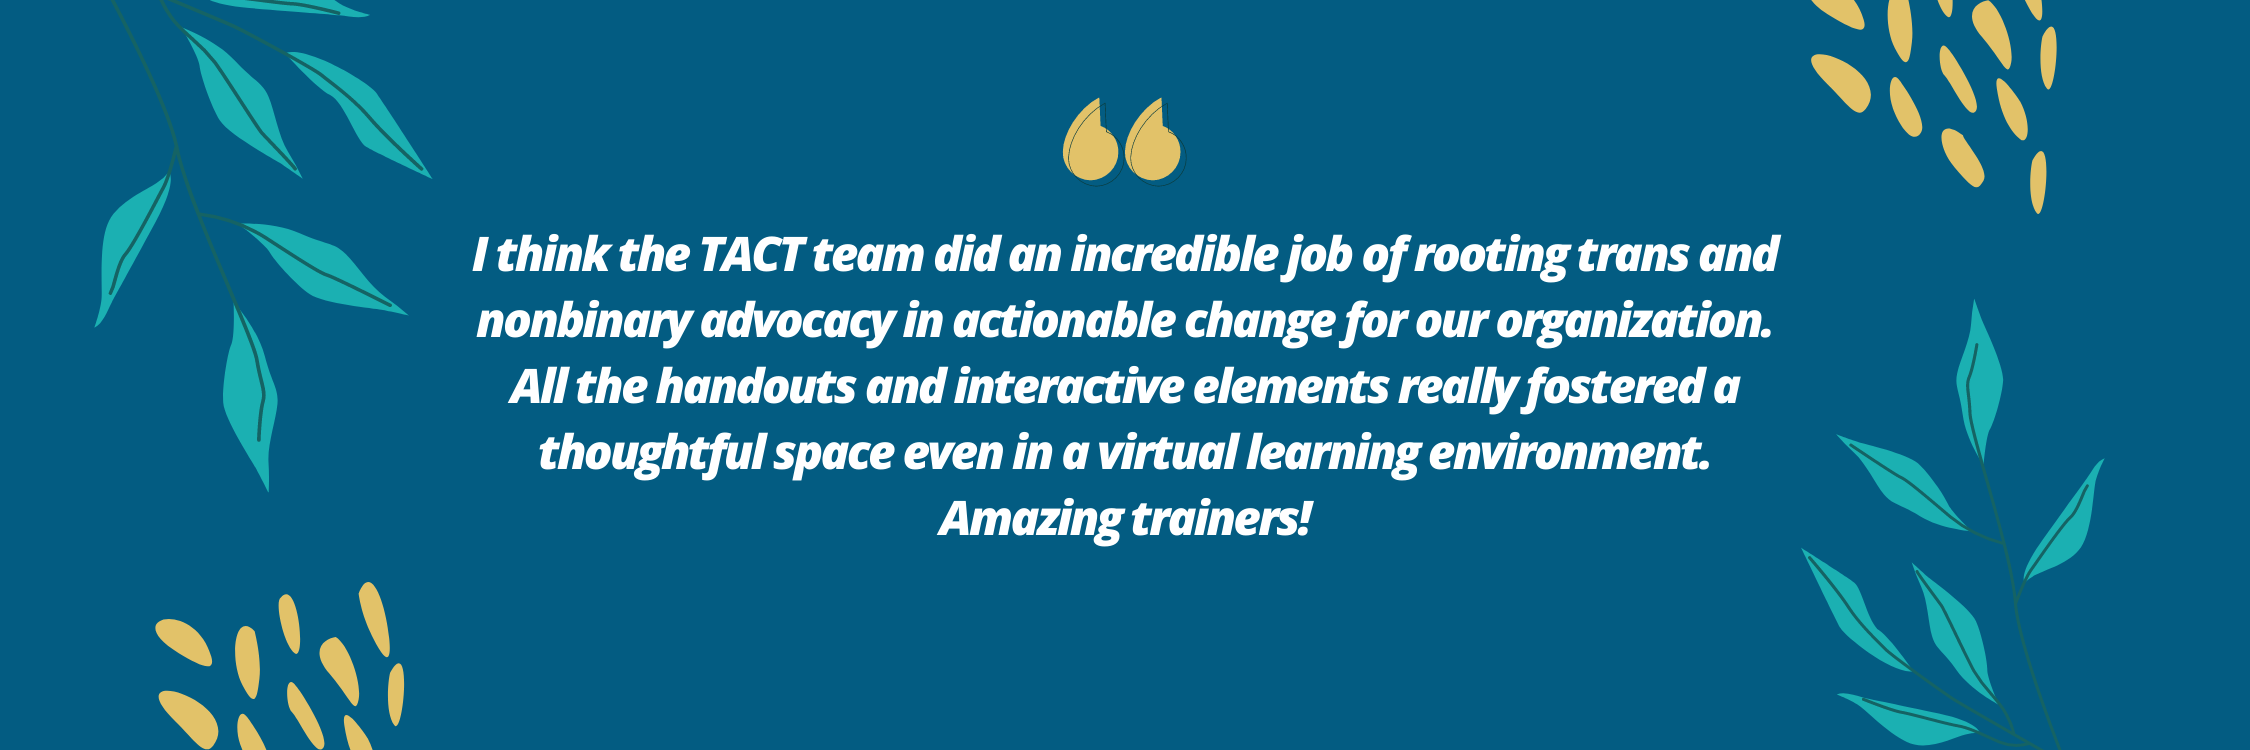 I think the TACT team did an incredible job of rooting trans and
nonbinary advocacy in actionable change for our organization.
All the handouts and interactive elements really fostered a
thoughtful space even in a virtual learning environment.
Amazing trainers!